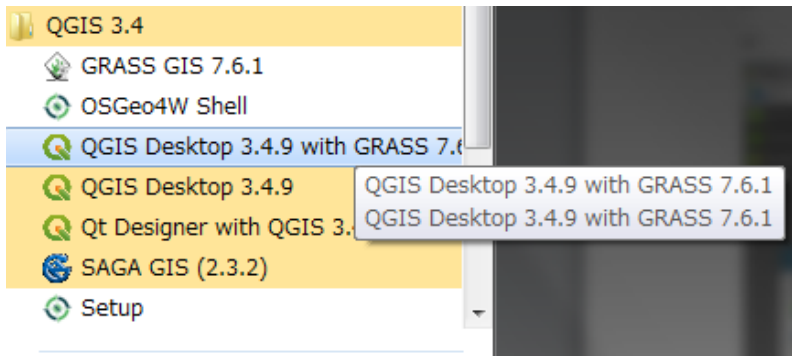 QGIS 3.4
GRASS GIS 7.6.1
OSGeo4W Shell
QGIS Desktop 3.4.9 with GRASS 7.6
QGIS Desktop 3.4.9
QGIS Desktop 3.4.9 with GRASS 7.6.1
QGIS Desktop 3.4.9 with GRASS 7.6.1
Qt Designer with QGIS 3.
SAGA GIS (2.3.2)
Setup